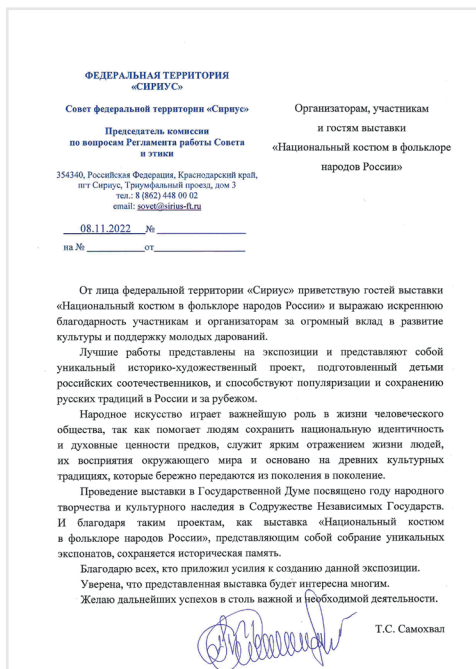 ФЕДЕРАЛЬНАЯ ТЕРРИТОРИЯ
«СИРИУС»
Совет федеральной территории «Сириус»
Председатель комиссии
по вопросам Регламента работы Совета
и этики
354340, Российская Федерация, Краснодарский край,
пгт Сириус, Триумфальный проезд, дом 3
тел.: 8 (862) 448 00 02
email: sovet@sirius-ft.ru
08.11.2022 №
на № от
Организаторам, участникам
и гостям выставки
«Национальный костюм в фольклоре
народов России»
От лица федеральной территории «Сириус» приветствую гостей выставки
«Национальный костюм в фольклоре народов России» и выражаю искреннюю
благодарность участникам и организаторам за огромный вклад в развитие
культуры и поддержку молодых дарований.
Лучшие работы представлены на экспозиции и представляют собой
уникальный историко-художественный проект, подготовленный детьми
российских соотечественников, и способствуют популяризации и сохранению
русских традиций в России и за рубежом.
Народное искусство играет важнейшую роль в жизни человеческого
общества, так как помогает людям сохранить национальную идентичность
и духовные ценности предков, служит ярким отражением жизни людей,
их восприятия окружающего мира и основано на древних культурных
традициях, которые бережно передаются из поколения в поколение.
Проведение выставки в Государственной Думе посвящено году народного
творчества и культурного наследия в Содружестве Независимых Государств.
И благодаря таким проектам, как выставка «Национальный костюм
в фольклоре народов России», представляющим собой собрание уникальных
экспонатов, сохраняется историческая память.
Благодарю всех, кто приложил усилия к созданию данной экспозиции.
Уверена, что представленная выставка будет интересна многим.
Желаю дальнейших успехов в столь важной и необходимой деятельности.
Т.С. Самохвал